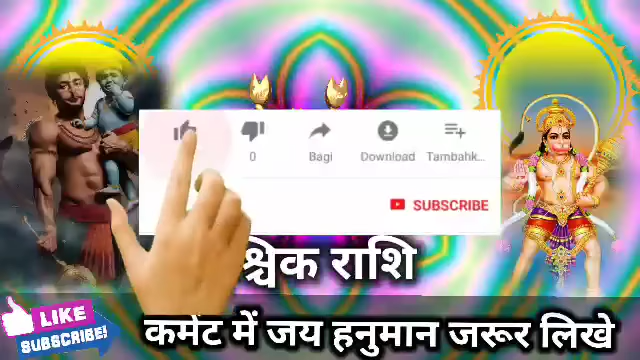 0
Bagi
Download
Tambahk...
SUBSCRIBE
श्चिक राशि
LIKE
SUBSCRIBE!
कमेंट में जय हनुमान जरूर लिखे